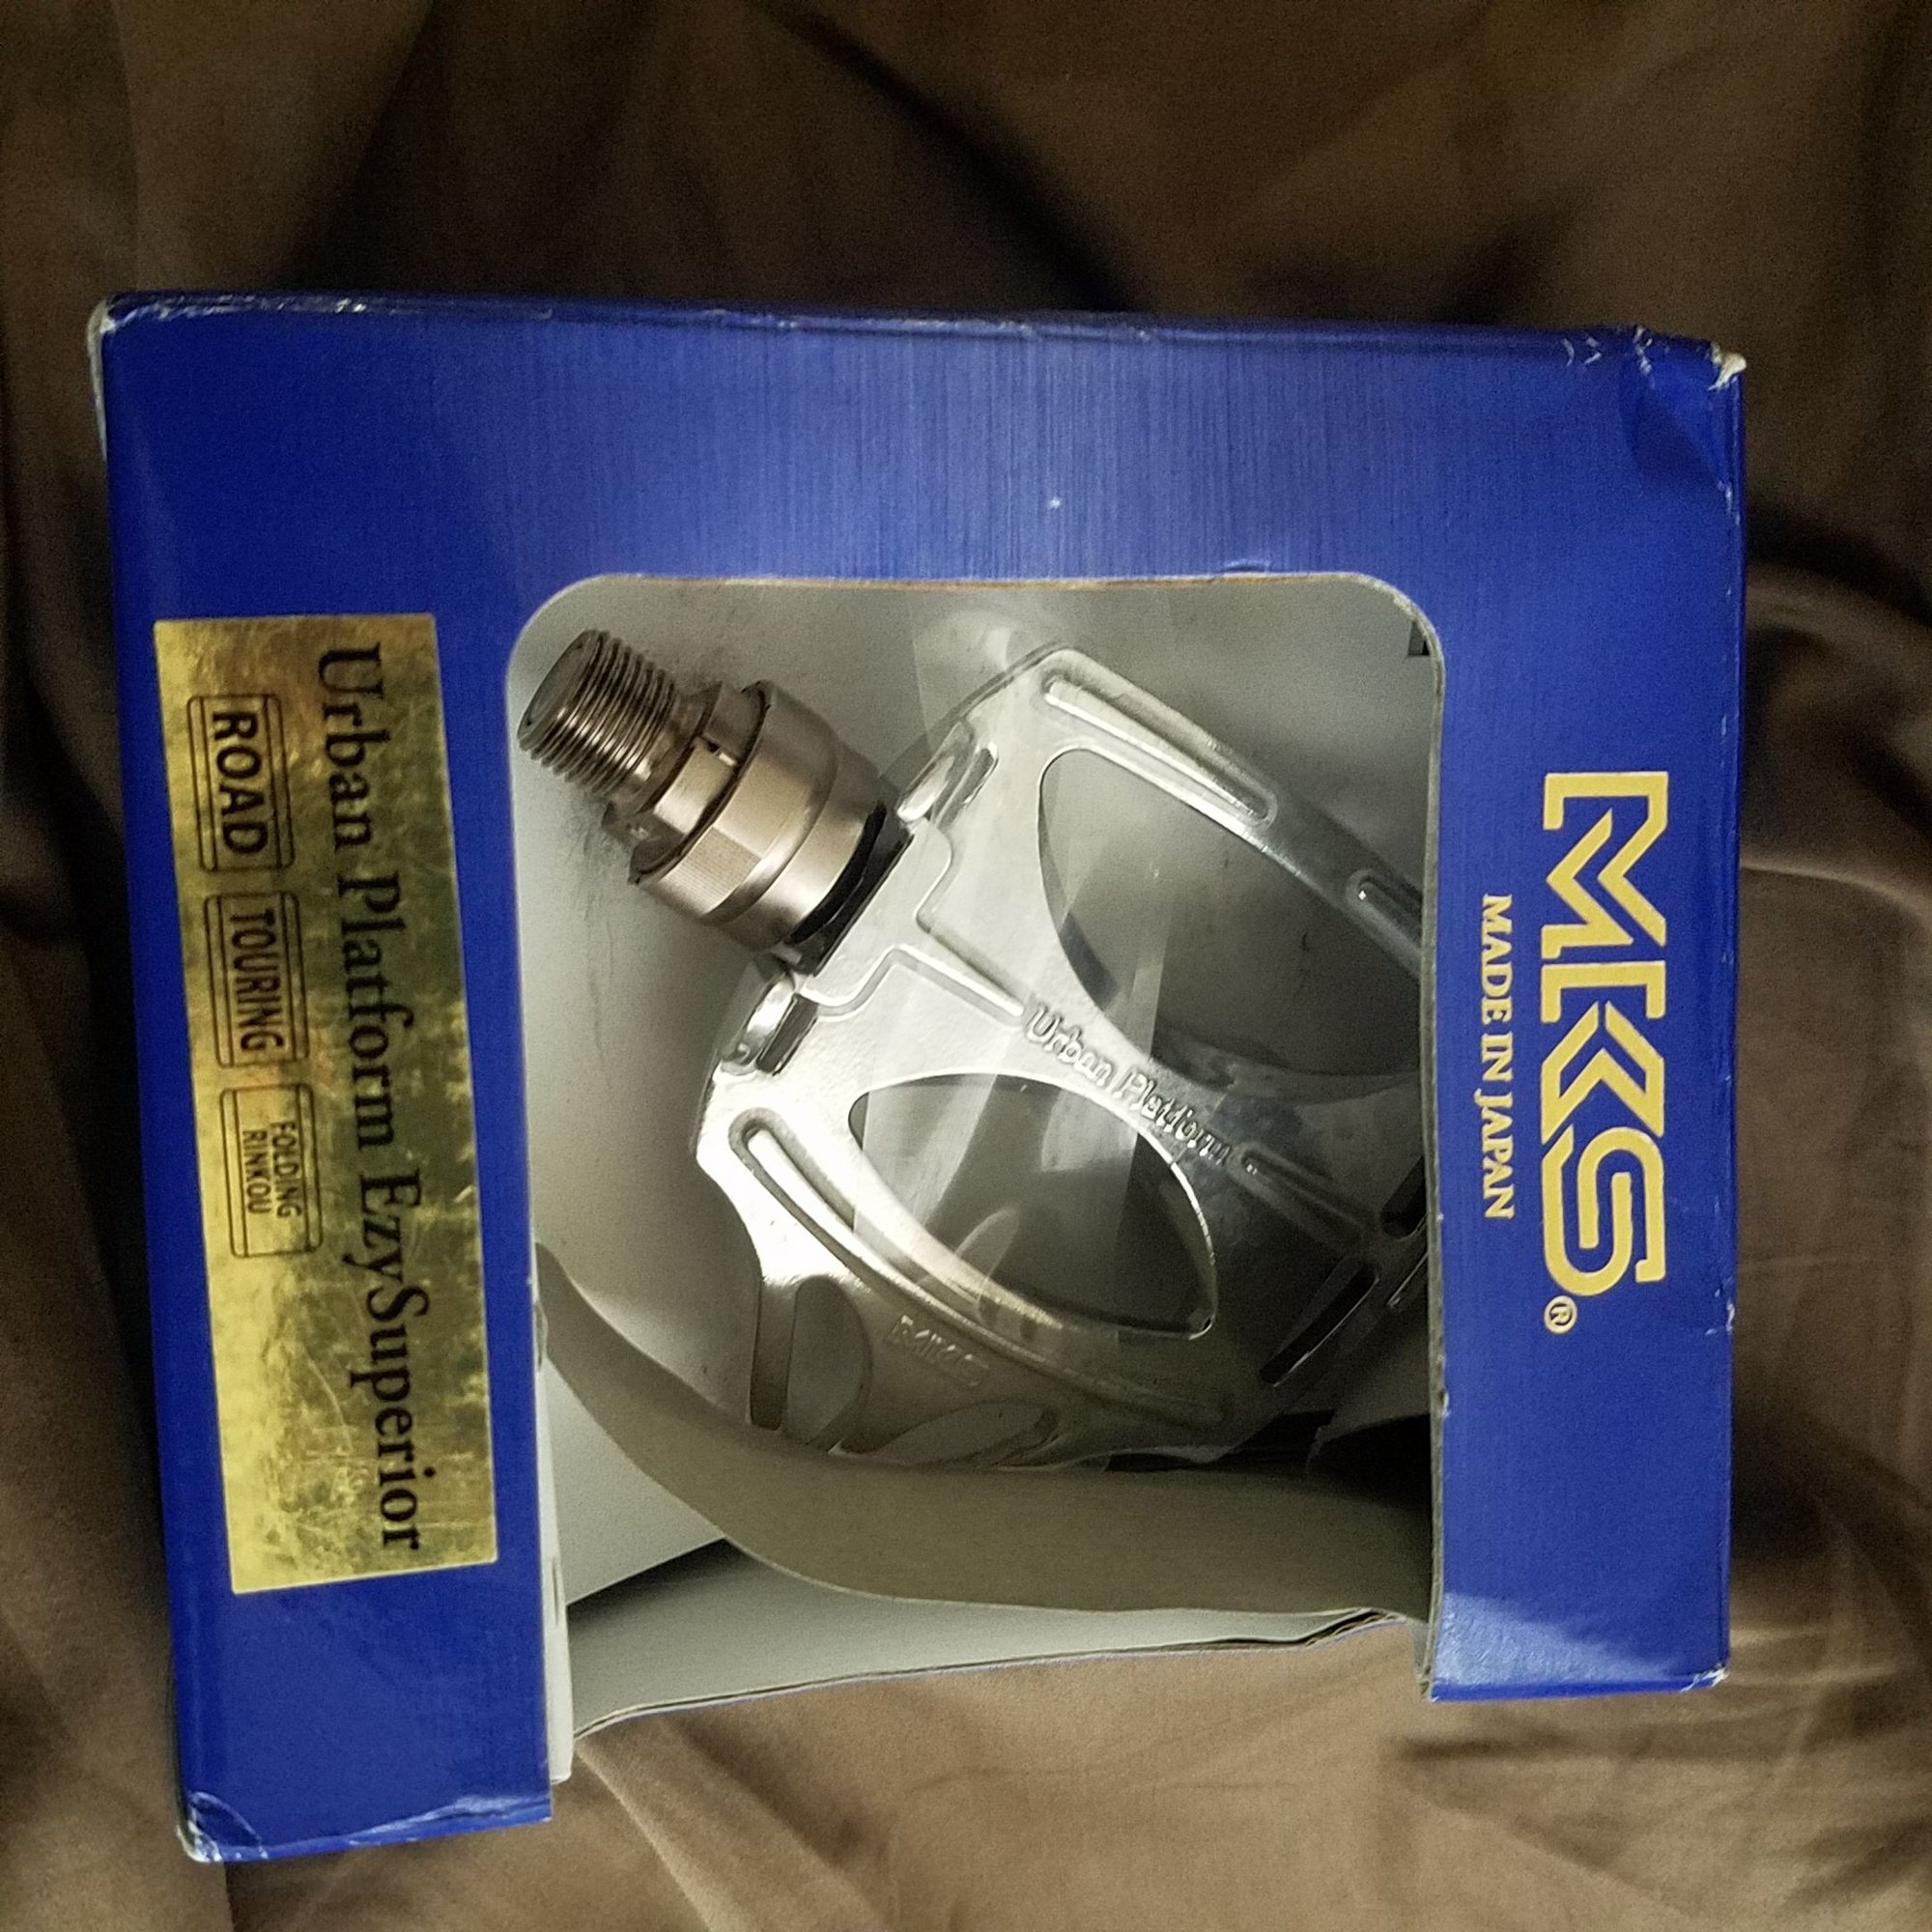 MKS®
MADE IN JAPAN
Urban Platform
MKS
Urban Platform EzySuperior
ROAD
TOURING
FOLDING
RINKOU